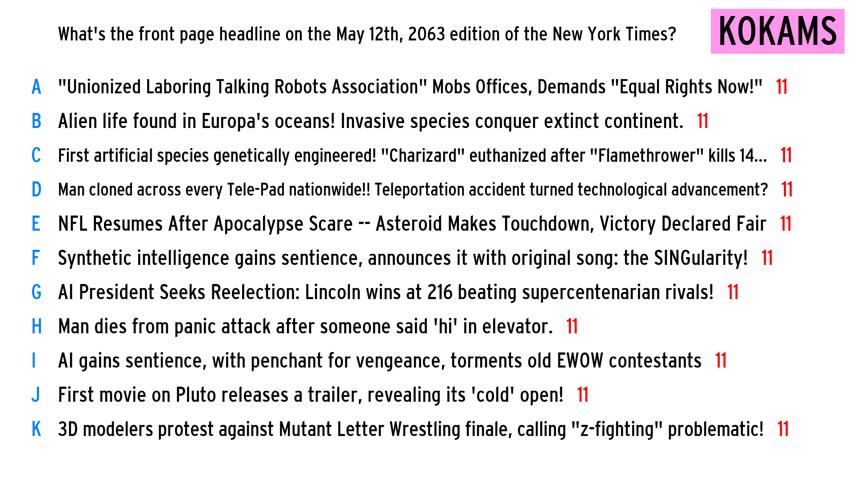 What's the front page headline on the May 12th, 2063 edition of the New York Times?
KOKAMS
A "Unionized Laboring Talking Robots Association" Mobs Offices, Demands "Equal Rights Now!" 11
B Alien life found in Europa's oceans! Invasive species conquer extinct continent. 11
C First artificial species genetically engineered! "Charizard" euthanized after "Flamethrower" kills 14... 11
D Man cloned across every Tele-Pad nationwide!! Teleportation accident turned technological advancement? 11
E NFL Resumes After Apocalypse Scare -- Asteroid Makes Touchdown, Victory Declared Fair 11
F Synthetic intelligence gains sentience, announces it with original song: the SINGularity! 11
G AI President Seeks Reelection: Lincoln wins at 216 beating supercentenarian rivals! 11
H Man dies from panic attack after someone said 'hi' in elevator. 11
I AI gains sentience, with penchant for vengeance, torments old EWOW contestants 11
J First movie on Pluto releases a trailer, revealing its 'cold' open! 11
K 3D modelers protest against Mutant Letter Wrestling finale, calling "z-fighting" problematic! 11